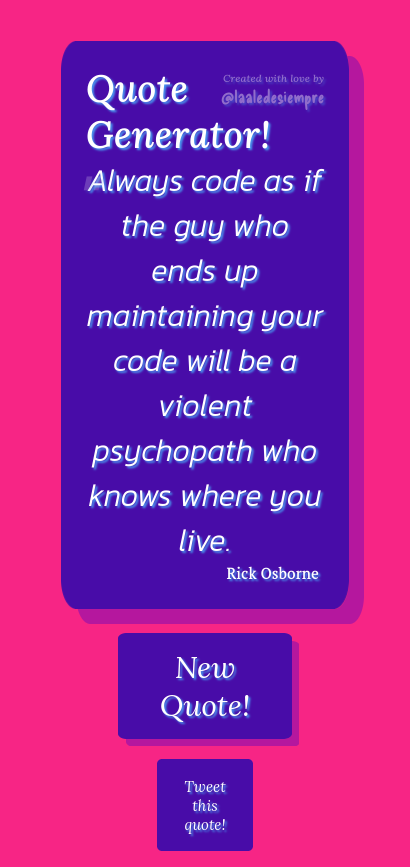 Quote
Generator!
Created with love by
@laaledesiempre
Always code as if
the guy who
ends up
maintaining your
code will be a
violent
psychopath who
knows where you
live.
Rick Osborne
New
Quote!
Tweet
this
quote!